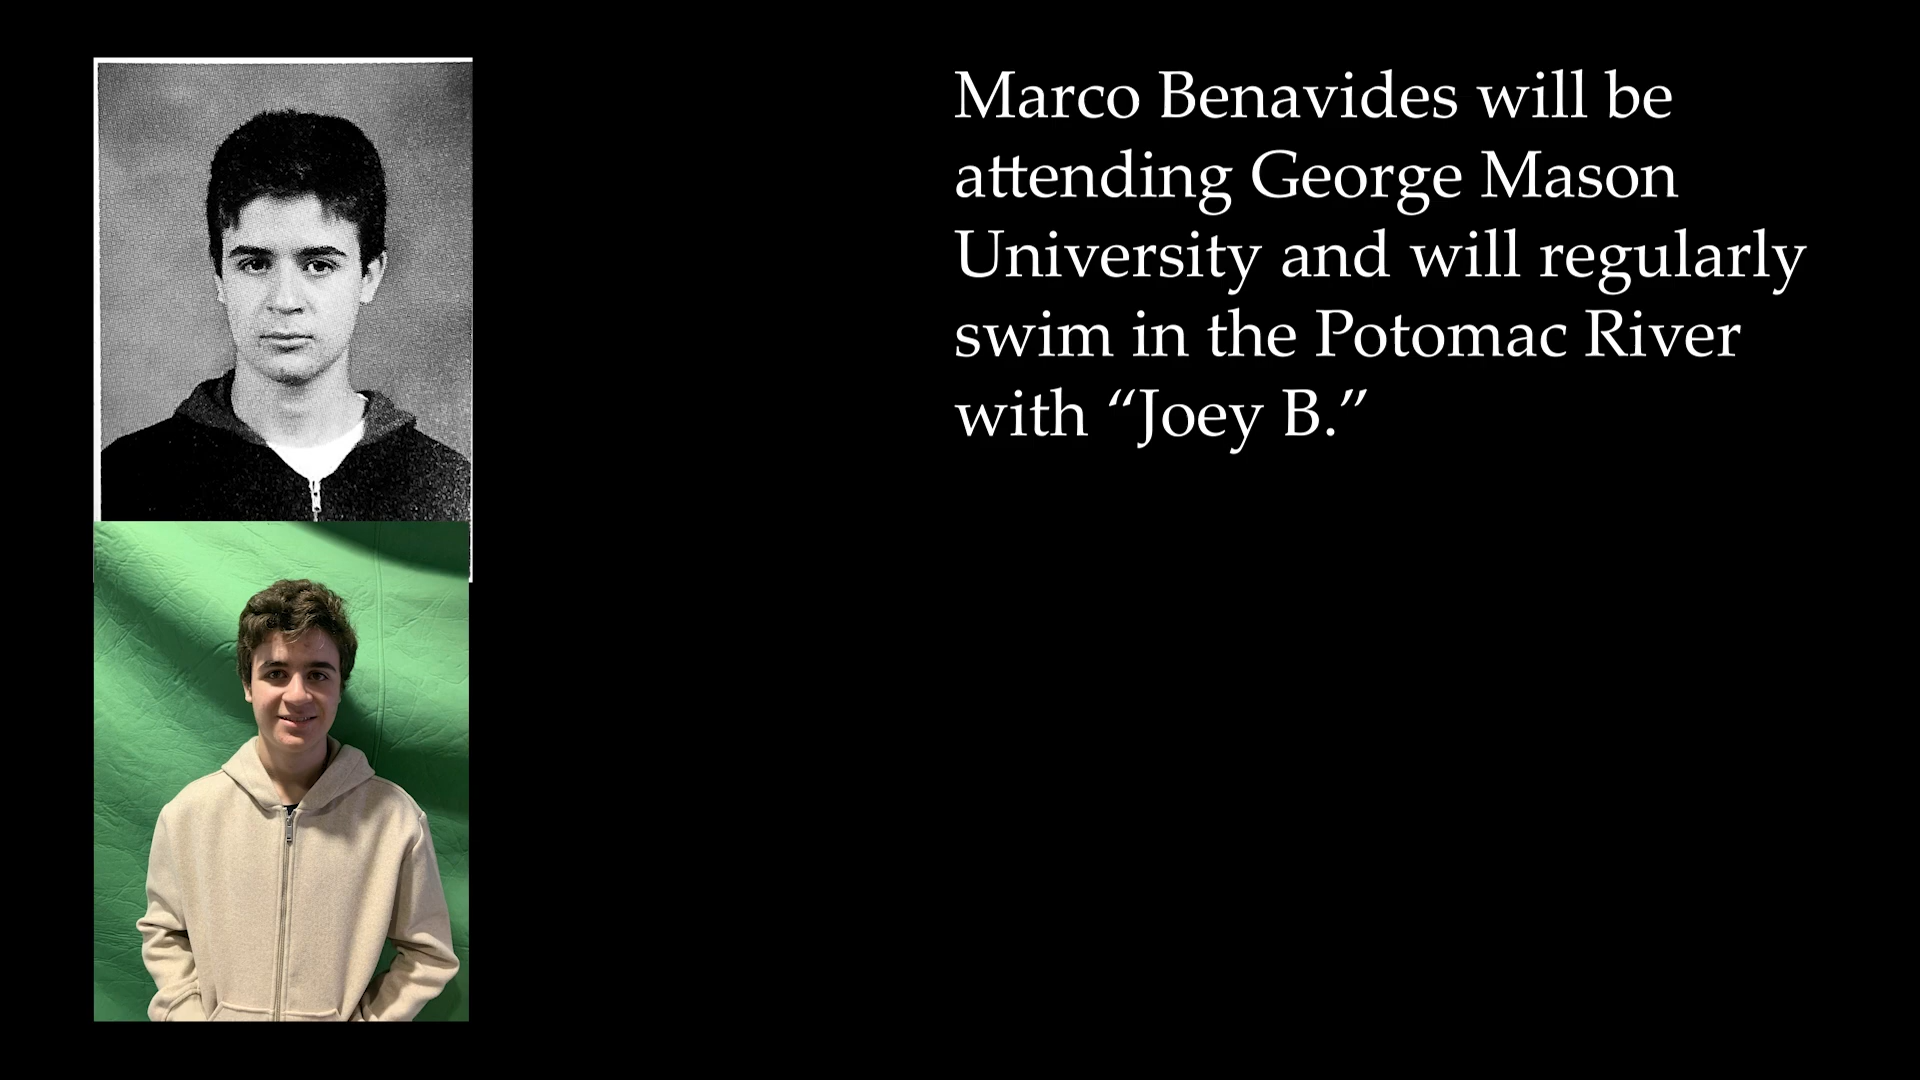 Marco Benavides will be
attending George Mason
University and will regularly
swim in the Potomac River
with “Joey B.”